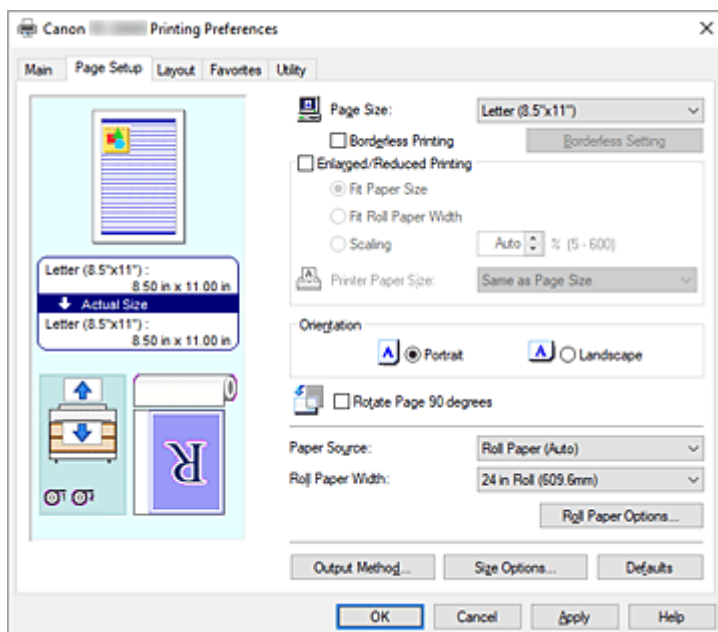 Canon Printing Preferences
Main Page Setup Layout Favorites Utility
Letter (8.5"x11") :
8.50 in x 11.00 in
Actual Size
Letter (8.5"x11") :
8.50 in x 11.00 in
R
Page Size: Letter (8.5"x11")
Borderless Printing Borderless Setting
Enlarged/Reduced Printing
Fit Paper Size
Fit Roll Paper Width
Scaling Auto % (5 - 600)
Printer Paper Size: Same as Page Size
Orientation
A Portrait A Landscape
Rotate Page 90 degrees
Paper Source: Roll Paper (Auto)
Roll Paper Width: 24 in Roll (609.6mm)
Roll Paper Options...
Output Method... Size Options... Defaults
OK Cancel Apply Help